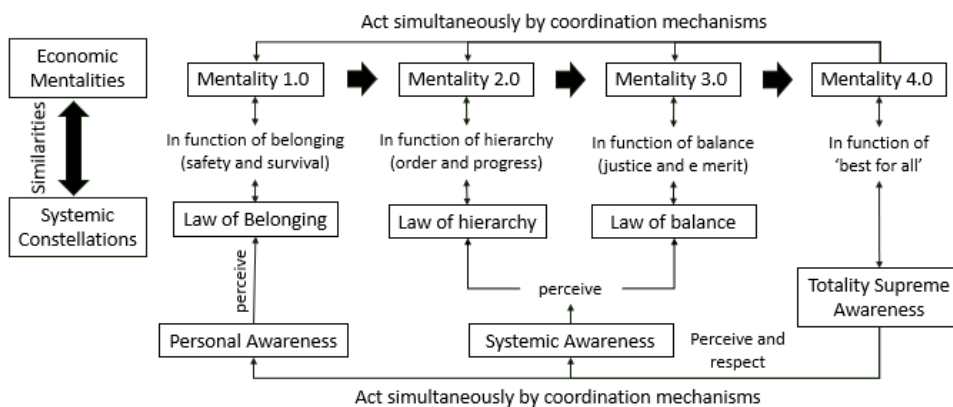 Act simultaneously by coordination mechanisms
Economic
Mentalities
Similarities
Systemic
Constellations
Mentality 1.0
Mentality 2.0
Mentality 3.0
Mentality 4.0
In function of belonging
(safety and survival)
In function of hierarchy
(order and progress)
In function of balance
(justice and e merit)
In function of
‘best for all’
Law of Belonging
Law of hierarchy
Law of balance
perceive
perceive
Totality Supreme
Awareness
Personal Awareness
Systemic Awareness
Perceive and
respect
Act simultaneously by coordination mechanisms